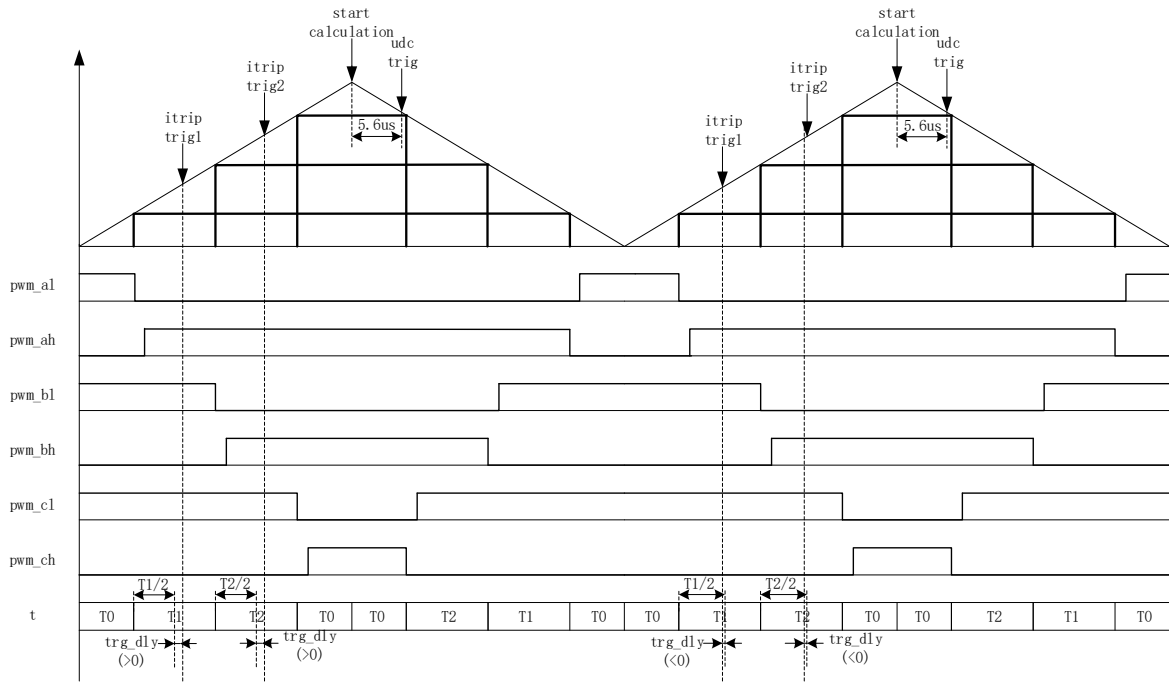 start
calculation
udc
trig
itrip
trig2
itrip
trig1
5.6us
start
calculation
udc
trig
itrip
trig2
itrip
trig1
5.6us
pwm_al
pwm_ah
pwm_bl
pwm_bh
pwm_cl
pwm_ch
T1/2
T2/2
T1/2
T2/2
t
T0
T1
T2
T0
T0
T2
T1
T0
T0
T1
T2
T0
T0
T2
T1
T0
trg_dly
(>0)
trg_dly
(>0)
trg_dly
(<0)
trg_dly
(<0)